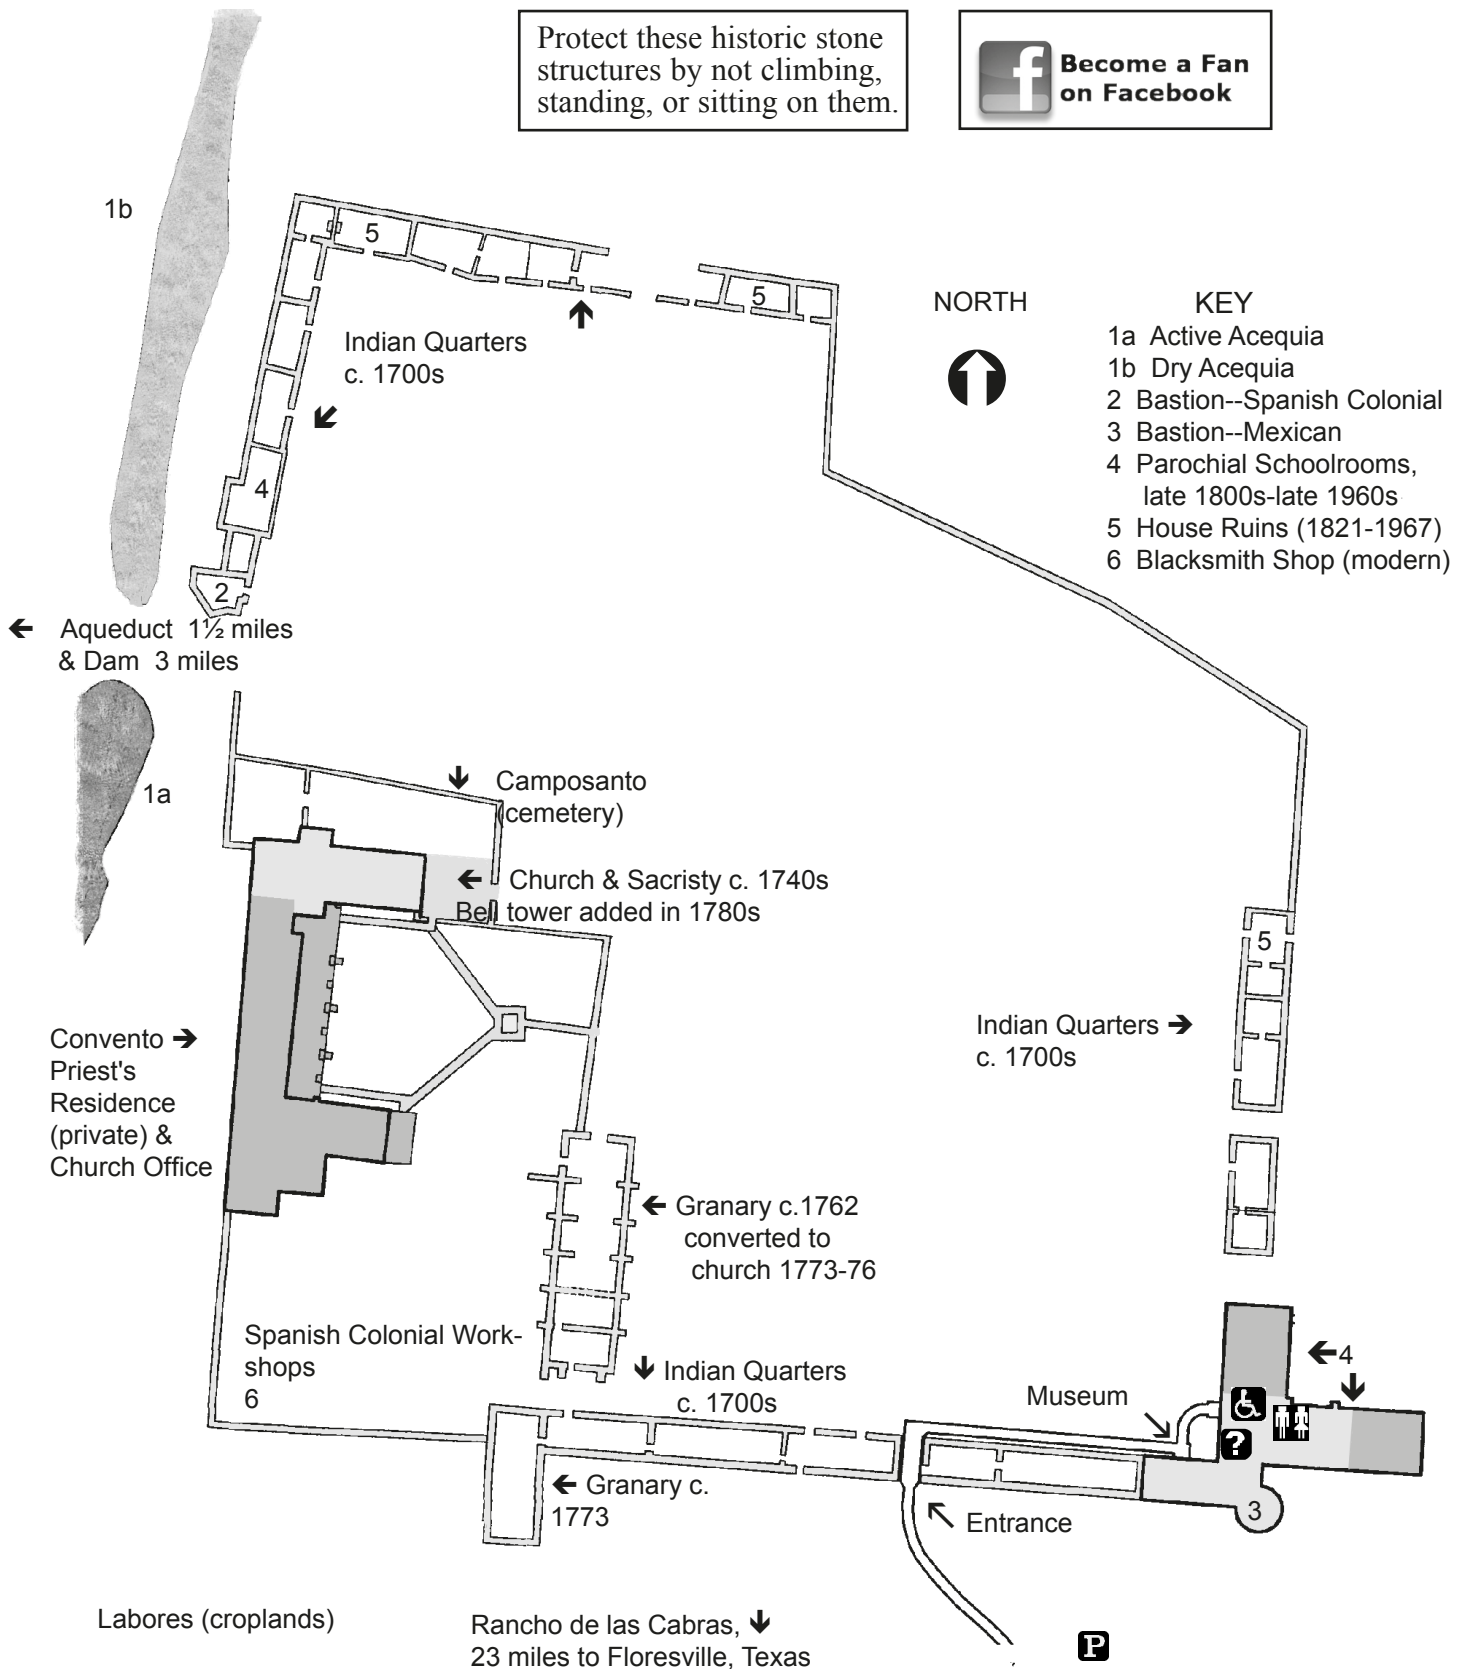 Protect these historic stone
structures by not climbing,
standing, or sitting on them.
f
Become a Fan
on Facebook
1b
5
5
NORTH
KEY
1a Active Acequia
1b Dry Acequia
2 Bastion--Spanish Colonial
3 Bastion--Mexican
4 Parochial Schoolrooms,
late 1800s-late 1960s
5 House Ruins (1821-1967)
6 Blacksmith Shop (modern)
Indian Quarters
c. 1700s
4
2
Aqueduct 1½ miles
& Dam 3 miles
1a
Camposanto
(cemetery)
Church & Sacristy c. 1740s
Bell tower added in 1780s
5
Convento
Priest's
Residence
(private) &
Church Office
Indian Quarters
c. 1700s
Granary c.1762
converted to
church 1773-76
Spanish Colonial Work-
shops
6
Indian Quarters
c. 1700s
Museum
4
?
Granary c.
1773
Entrance
3
Labores (croplands)
Rancho de las Cabras,
23 miles to Floresville, Texas
P